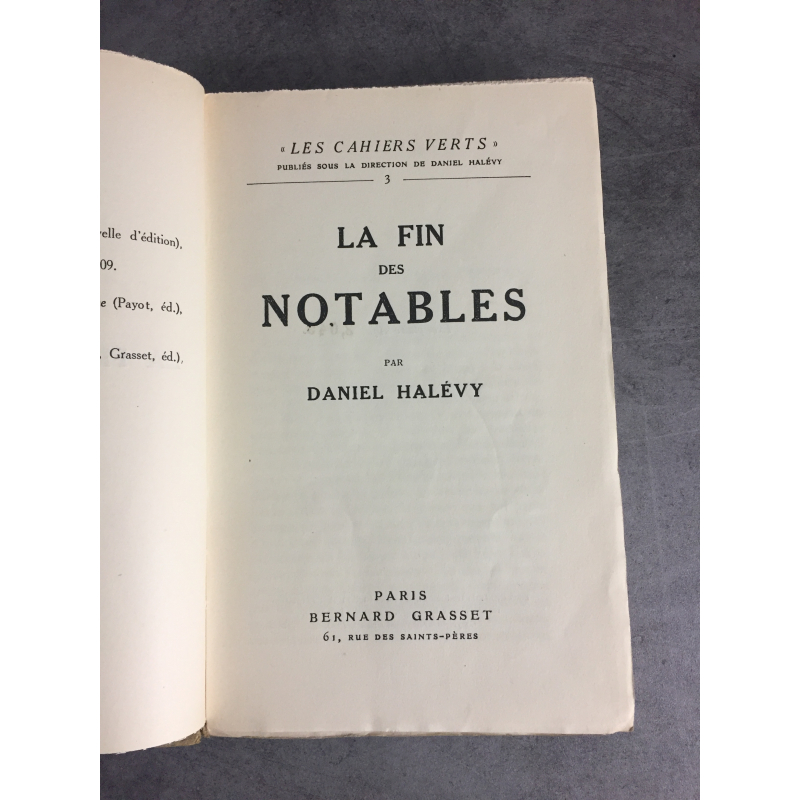 elle d'édition),
09.
e (Payot, éd.),
Grasset, éd.),
« LES CAHIERS VERTS »
PUBLIÉS SOUS LA DIRECTION DE DANIEL HALÉVY
3
LA FIN
DES
NOTABLES
PAR
DANIEL HALÉVY
PARIS
BERNARD GRASSET
61, RUE DES SAINTS-PÈRES